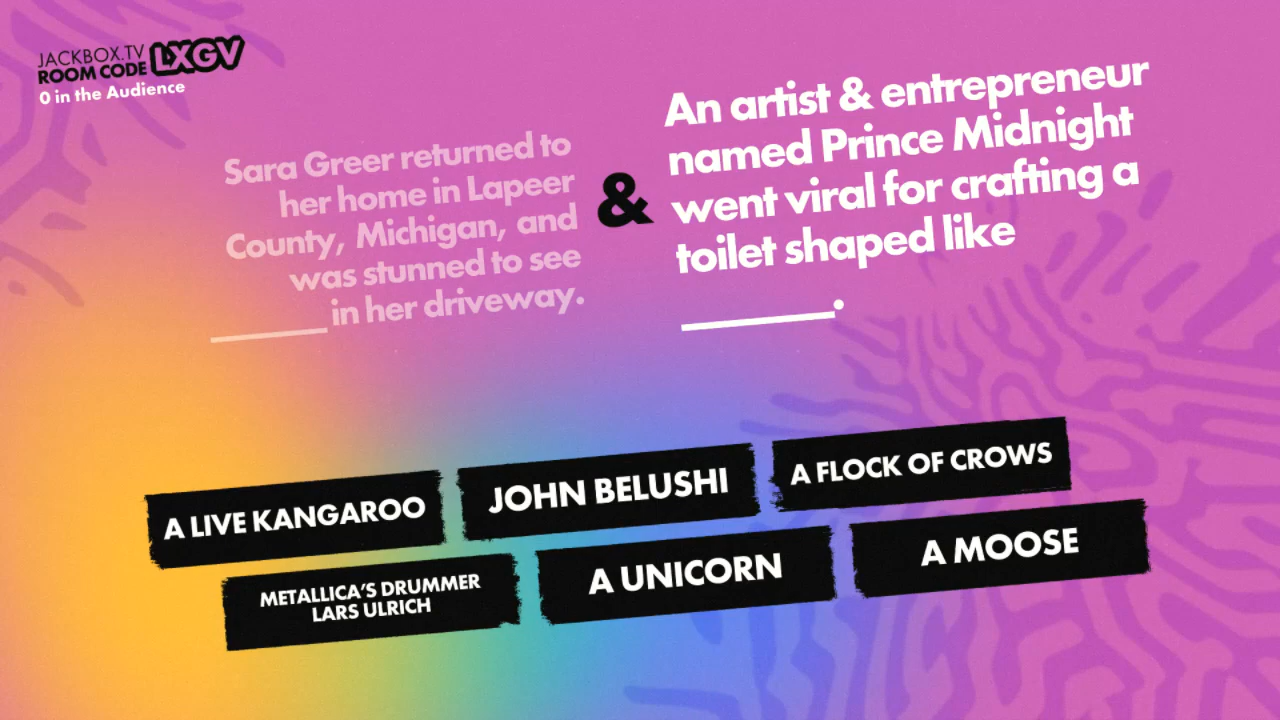 JACKBOX.TV
ROOM CODE LXGV
0 in the Audience
Sara Greer returned to
her home in Lapeer
County, Michigan, and
was stunned to see
_____ in her driveway.
&
An artist & entrepreneur
named Prince Midnight
went viral for crafting a
toilet shaped like
_____.
A LIVE KANGAROO
JOHN BELUSHI
A FLOCK OF CROWS
METALLICA'S DRUMMER
LARS ULRICH
A UNICORN
A MOOSE